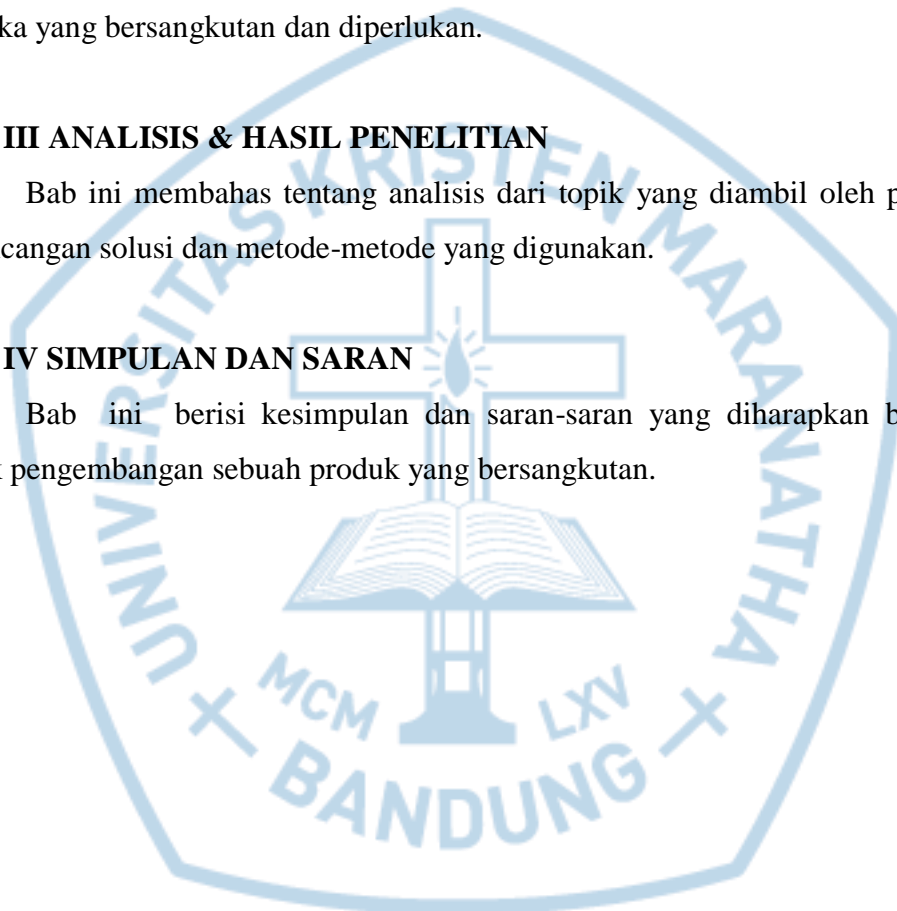 ka yang bersangkutan dan diperlukan.
III ANALISIS & HASIL PENELITIAN
Bab ini membahas tentang analisis dari topik yang diambil oleh p
cangan solusi dan metode-metode yang digunakan.
IV SIMPULAN DAN SARAN
Bab ini berisi kesimpulan dan saran-saran yang diharapkan b
pengembangan sebuah produk yang bersangkutan.
UNIVERSITAS KRISTEN MARANATHA
MCM LXV
BANDUNG